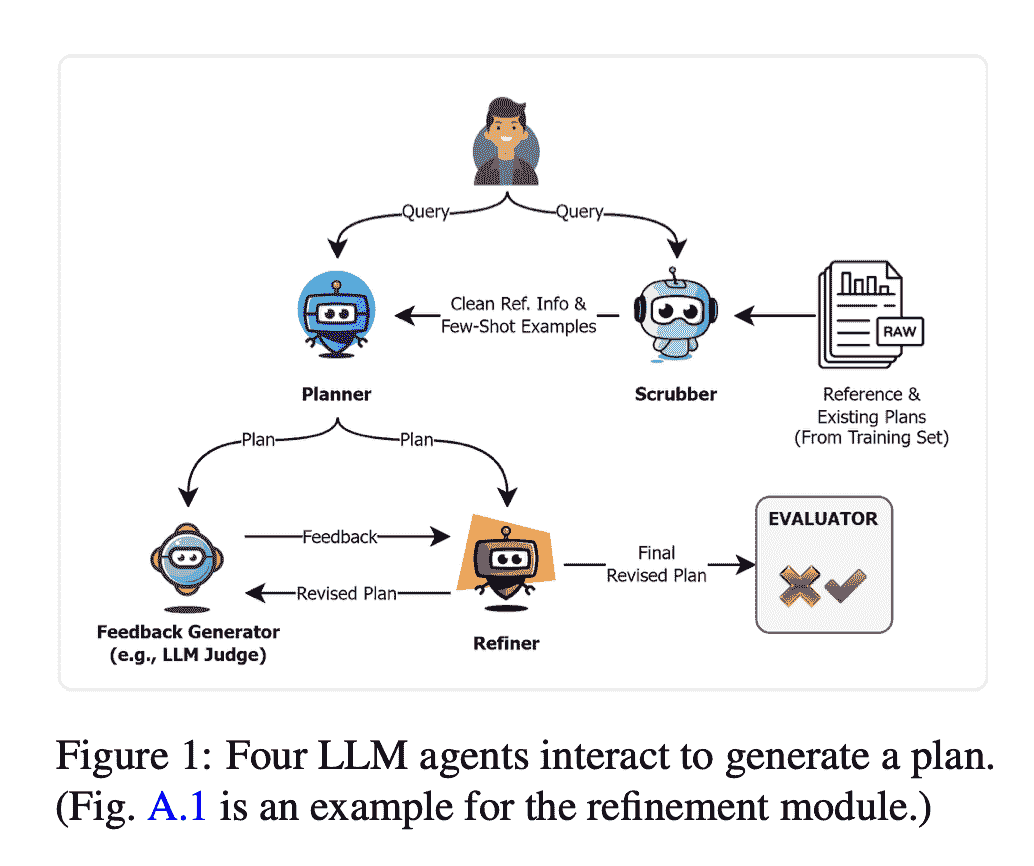 Query
Query
Clean Ref. Info &
Few-Shot Examples
RAW
Planner
Scrubber
Reference &
Existing Plans
(From Training Set)
Plan
Plan
EVALUATOR
Feedback
Final
Revised Plan
Revised Plan
Feedback Generator
(e.g., LLM Judge)
Refiner
Figure 1: Four LLM agents interact to generate a plan.
(Fig. A.1 is an example for the refinement module.)